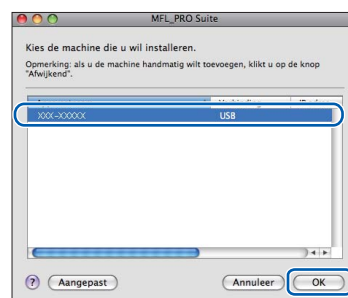 MFL_PRO Suite
Kies de machine die u wil installeren.
Opmerking: als u de machine handmatig wilt toevoegen, klikt u op de knop
"Afwijkend".
XXX-XXXXX USB
? Aangepast Annuleer OK